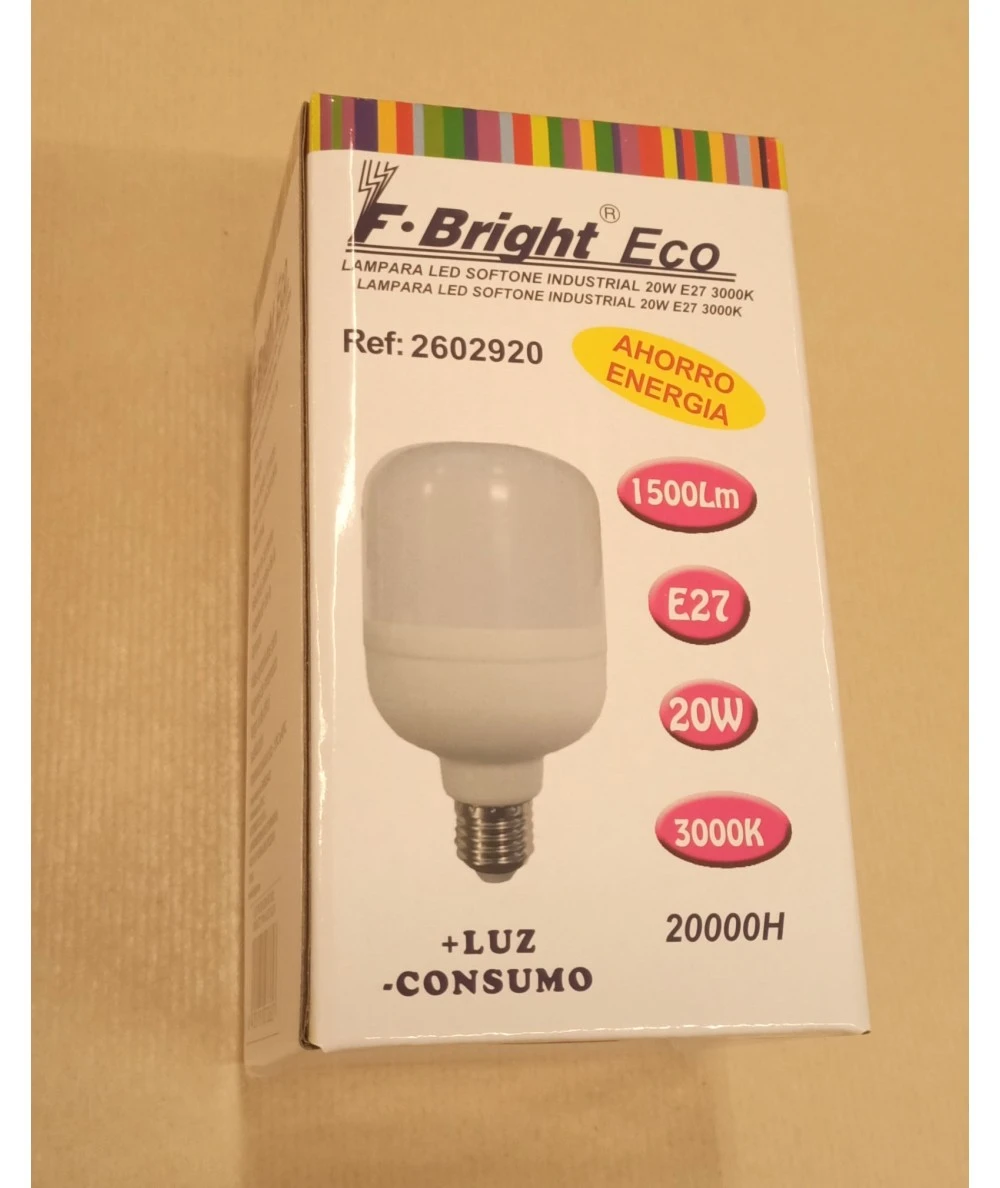 F·Bright® Eco
LAMPARA LED SOFTONE INDUSTRIAL 20W E27 3000K
LAMPARA LED SOFTONE INDUSTRIAL 20W E27 3000K
Ref: 2602920
AHORRO
ENERGIA
1500Lm
E27
20W
3000K
20000H
+LUZ
-CONSUMO